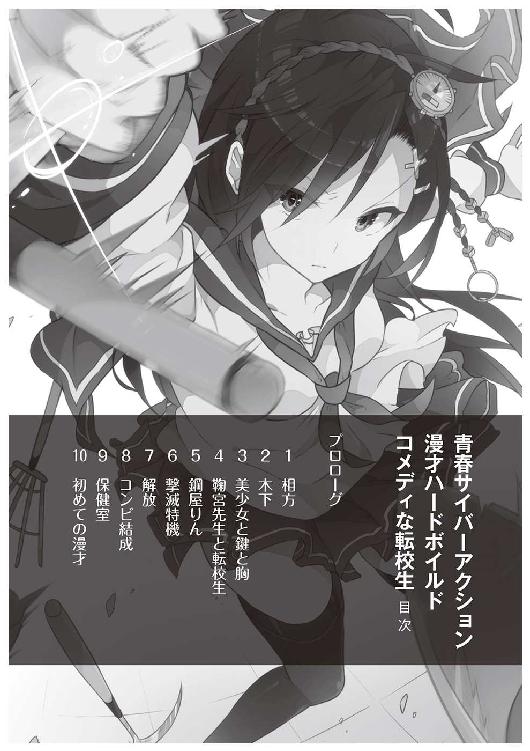 青春サイバーアクション
漫才ハードボイルド
コメディな転校生 目次
プロローグ
1 相方
2 木下
3 美少女と鍵と胸
4 鞠宮先生と転校生
5 鋼屋りん
6 撃滅特機
7 解放
8 コンビ結成
9 保健室
10 初めての漫才